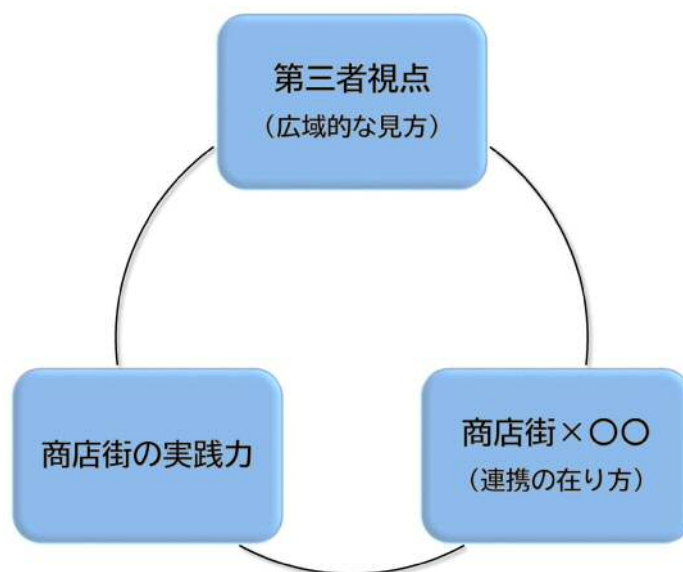 第三者視点
（広域的な見方）
商店街の実践力
商店街×〇〇
（連携の在り方）